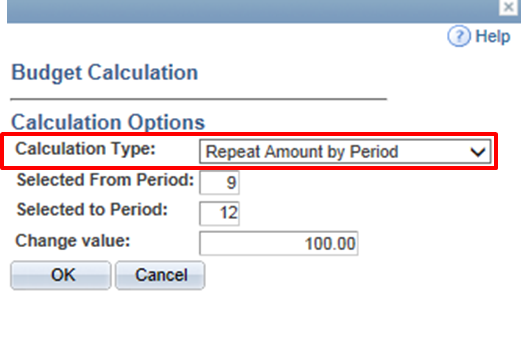 Help
Budget Calculation
Calculation Options
Calculation Type: Repeat Amount by Period
Selected From Period: 9
Selected to Period: 12
Change value: 100.00
OK Cancel